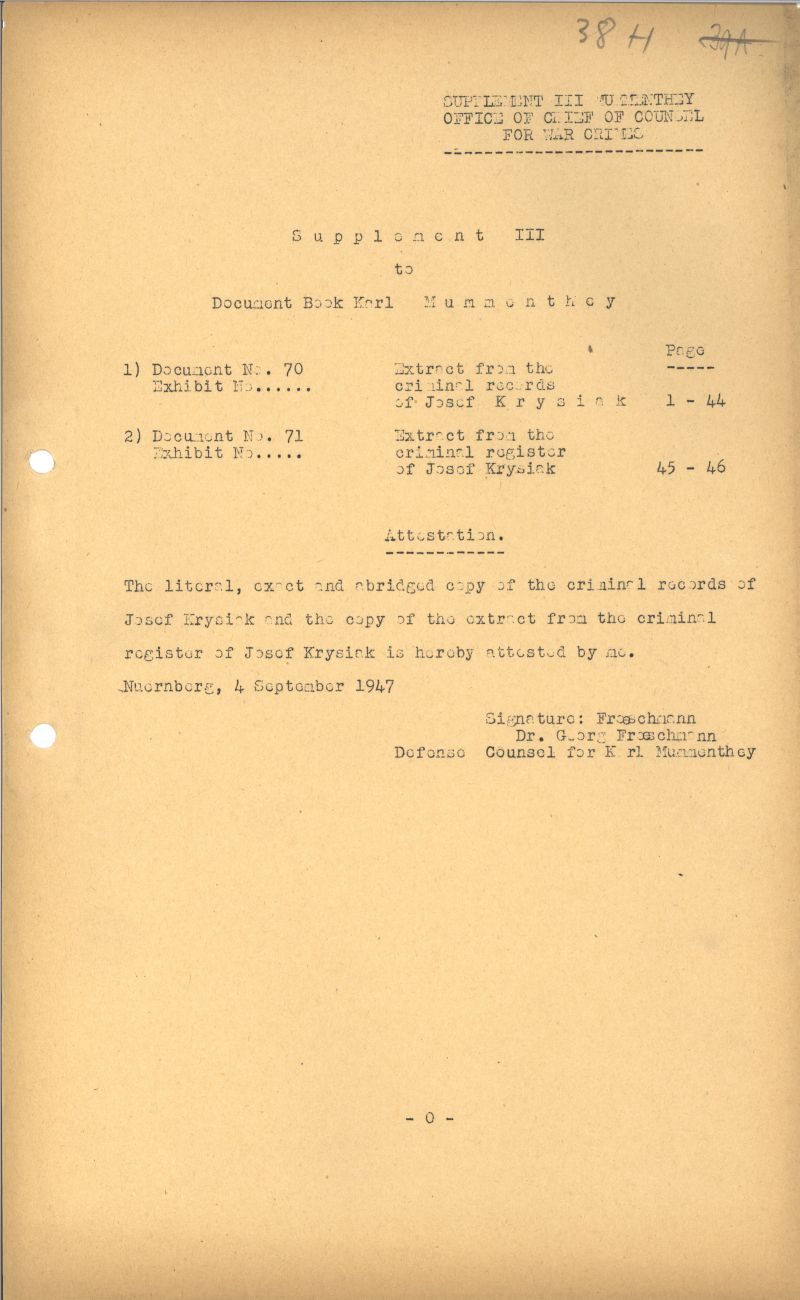 38 H 39A
SUPPLEMENT III MUMMENTHEY
OFFICE OF CHIEF OF COUNSEL
FOR WAR CRIMES
S u p p l e m e n t III
to
Document Book Karl M u m m e n t h e y
Page
1) Document No. 70 Extract from the
Exhibit No...... criminal records
of Josef K r y s i a k 1 - 44
2) Document No. 71 Extract from the
Exhibit No..... criminal register
of Josef Krysiak 45 - 46
Attestation.
The literal, exact and abridged copy of the criminal records of
Josef Krysiak and the copy of the extract from the criminal
register of Josef Krysiak is hereby attested by me.
Nuernberg, 4 September 1947
Signature: Froeschmann
Dr. Georg Froeschmann
Defense Counsel for Karl Mummenthey
- 0 -